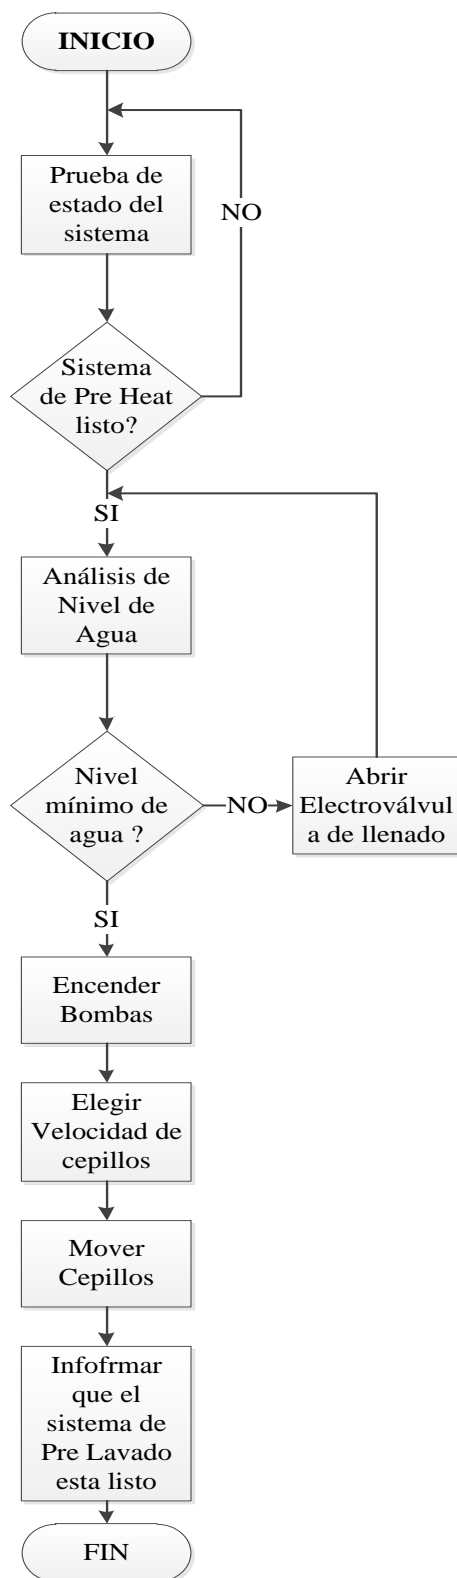 INICIO
Prueba de
estado del
sistema
NO
Sistema
de Pre Heat
listo?
SI
Análisis de
Nivel de
Agua
Nivel
mínimo de
agua ?
NO
Abrir
Electroválvul
a de llenado
SI
Encender
Bombas
Elegir
Velocidad de
cepillos
Mover
Cepillos
Infofrmar
que el
sistema de
Pre Lavado
esta listo
FIN